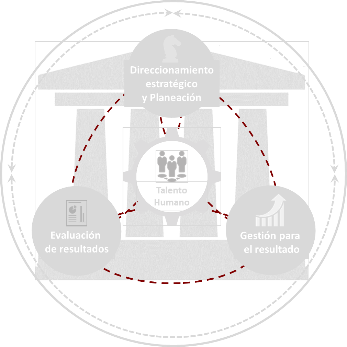 Direccionamiento
estratégico
y Planeación
Talento
Humano
Evaluación
de resultados
Gestión para
el resultado